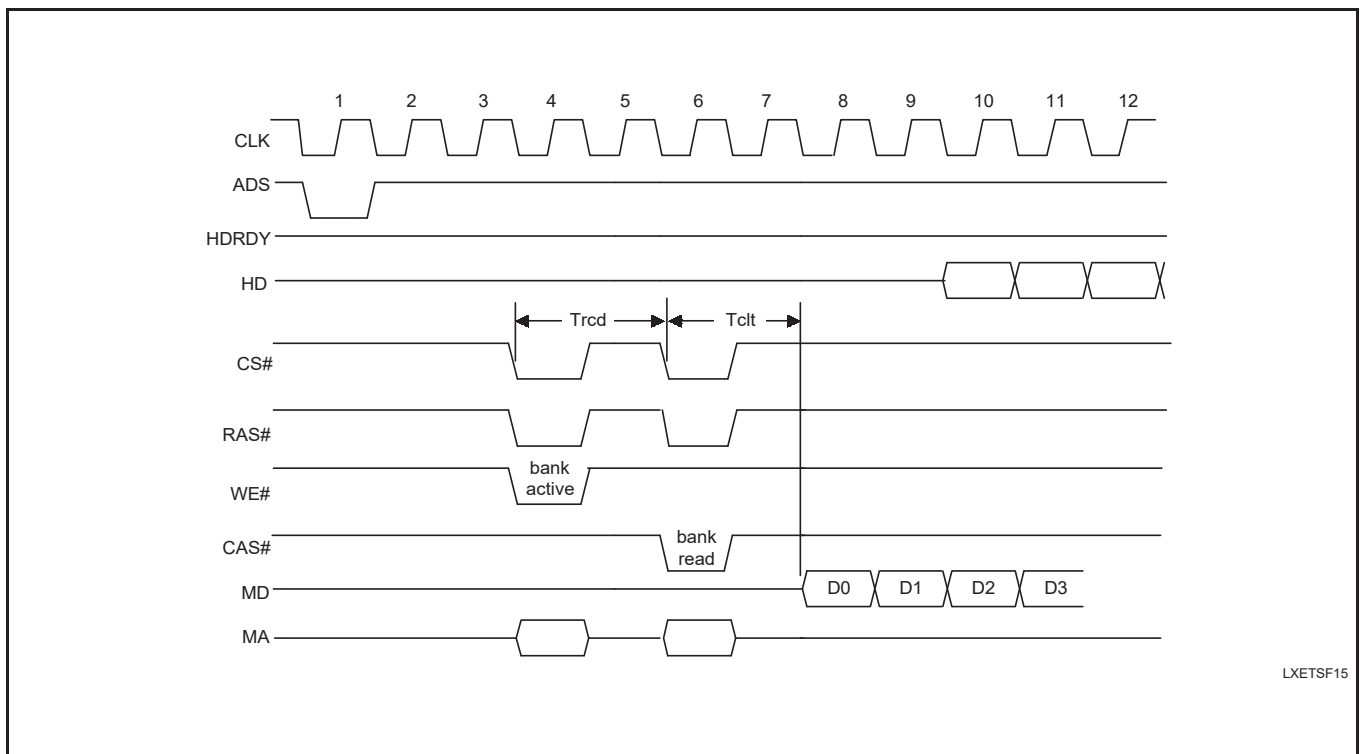 1 2 3 4 5 6 7 8 9 10 11 12
CLK
ADS
HDRDY
HD
Trcd Tclt
CS#
RAS#
bank
active
WE#
bank
read
CAS#
D0 D1 D2 D3
MD
MA
LXETSF15